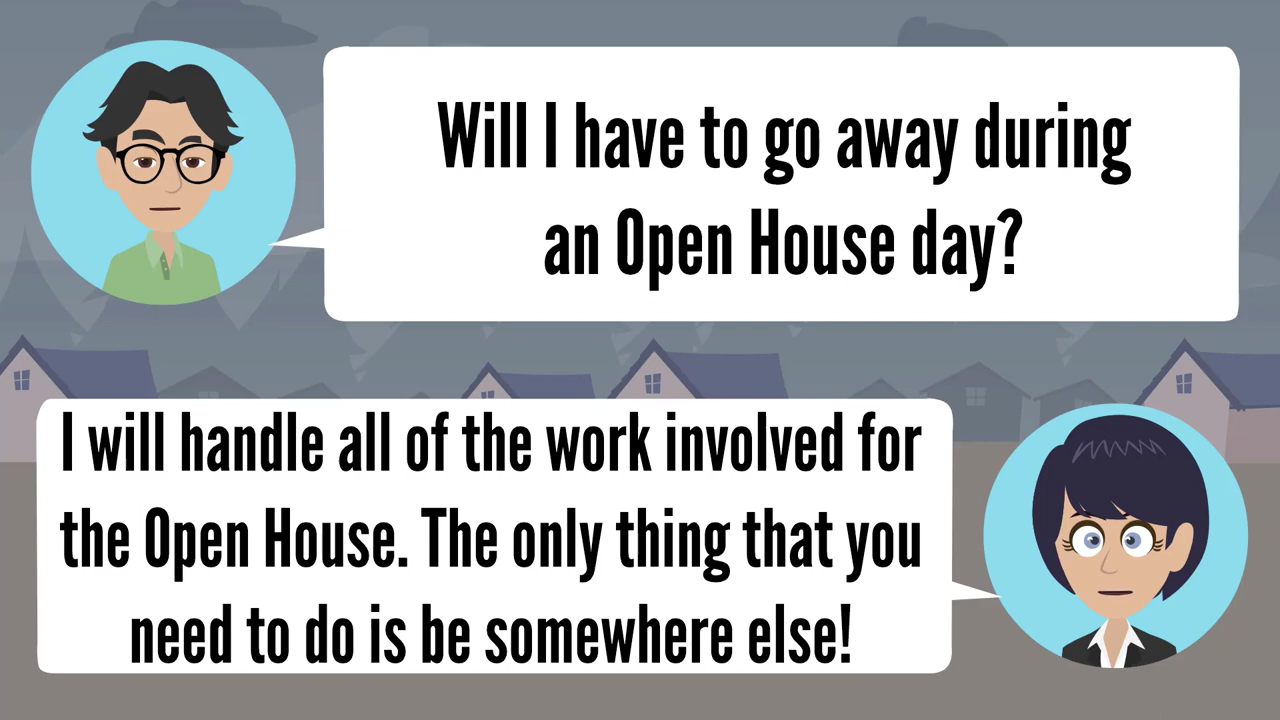 Will I have to go away during
an Open House day?
I will handle all of the work involved for
the Open House. The only thing that you
need to do is be somewhere else!